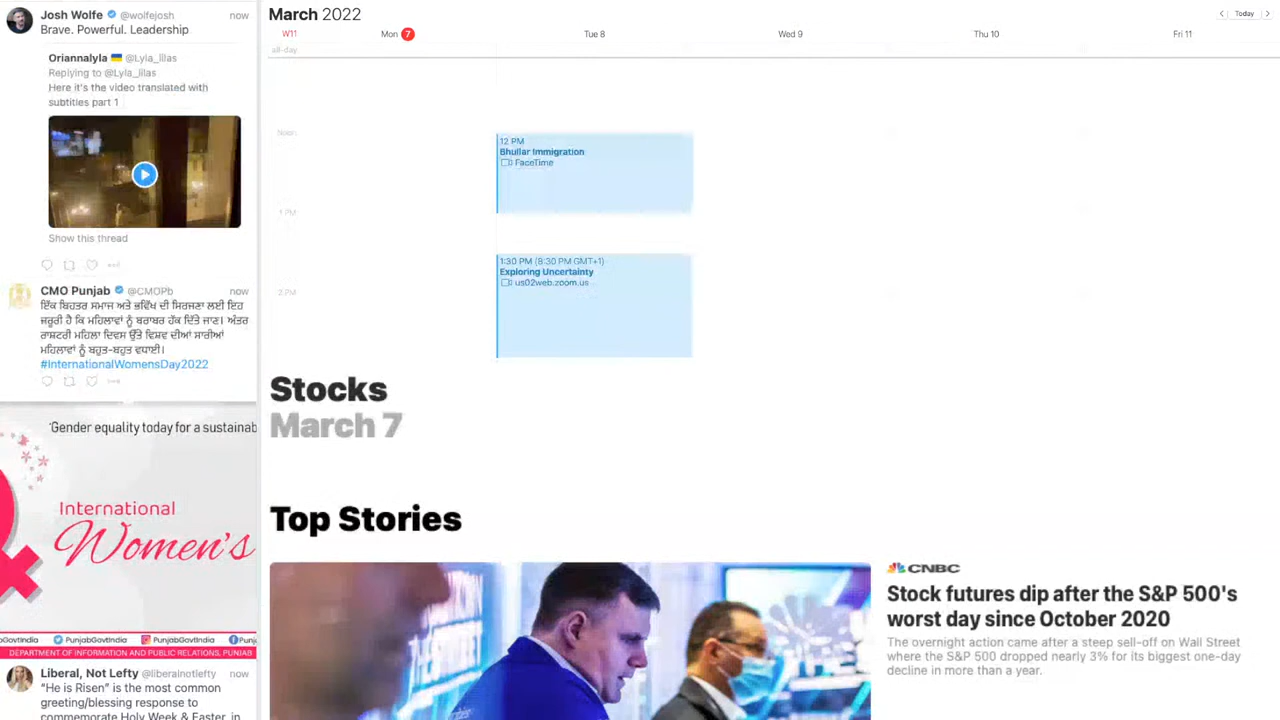 Josh Wolfe @wolfejosh now
Brave. Powerful. Leadership
Oriannalyla 🇺🇦 @Lyla_lilas
Replying to @Lyla_lilas
Here it's the video translated with
subtitles part 1
Show this thread
CMO Punjab @CMOPb now
ਇੱਕ ਬਿਹਤਰ ਸਮਾਜ ਅਤੇ ਭਵਿੱਖ ਦੀ ਸਿਰਜਣਾ ਲਈ ਇਹ
ਜ਼ਰੂਰੀ ਹੈ ਕਿ ਮਹਿਲਾਵਾਂ ਨੂੰ ਬਰਾਬਰ ਹੱਕ ਦਿੱਤੇ ਜਾਣ। ਅੰਤਰ
ਰਾਸ਼ਟਰੀ ਮਹਿਲਾ ਦਿਵਸ ਉੱਤੇ ਵਿਸ਼ਵ ਦੀਆਂ ਸਾਰੀਆਂ
ਮਹਿਲਾਵਾਂ ਨੂੰ ਬਹੁਤ-ਬਹੁਤ ਵਧਾਈ।
#InternationalWomensDay2022
'Gender equality today for a sustainab
International
Women's
GovtIndia PunjabGovtIndia PunjabGovtIndia Punj
DEPARTMENT OF INFORMATION AND PUBLIC RELATIONS, PUNJAB
Liberal, Not Lefty @liberalnotlefty now
"He is Risen" is the most common
greeting/blessing response to
commemorate Holy Week & Easter, in
March 2022
Today
W11 Mon 7 Tue 8 Wed 9 Thu 10 Fri 11
all-day
Noon
12 PM
Bhullar Immigration
FaceTime
1 PM
1:30 PM (8:30 PM GMT+1)
Exploring Uncertainty
us02web.zoom.us
2 PM
Stocks
March 7
Top Stories
CNBC
Stock futures dip after the S&P 500's
worst day since October 2020
The overnight action came after a steep sell-off on Wall Street
where the S&P 500 dropped nearly 3% for its biggest one-day
decline in more than a year.